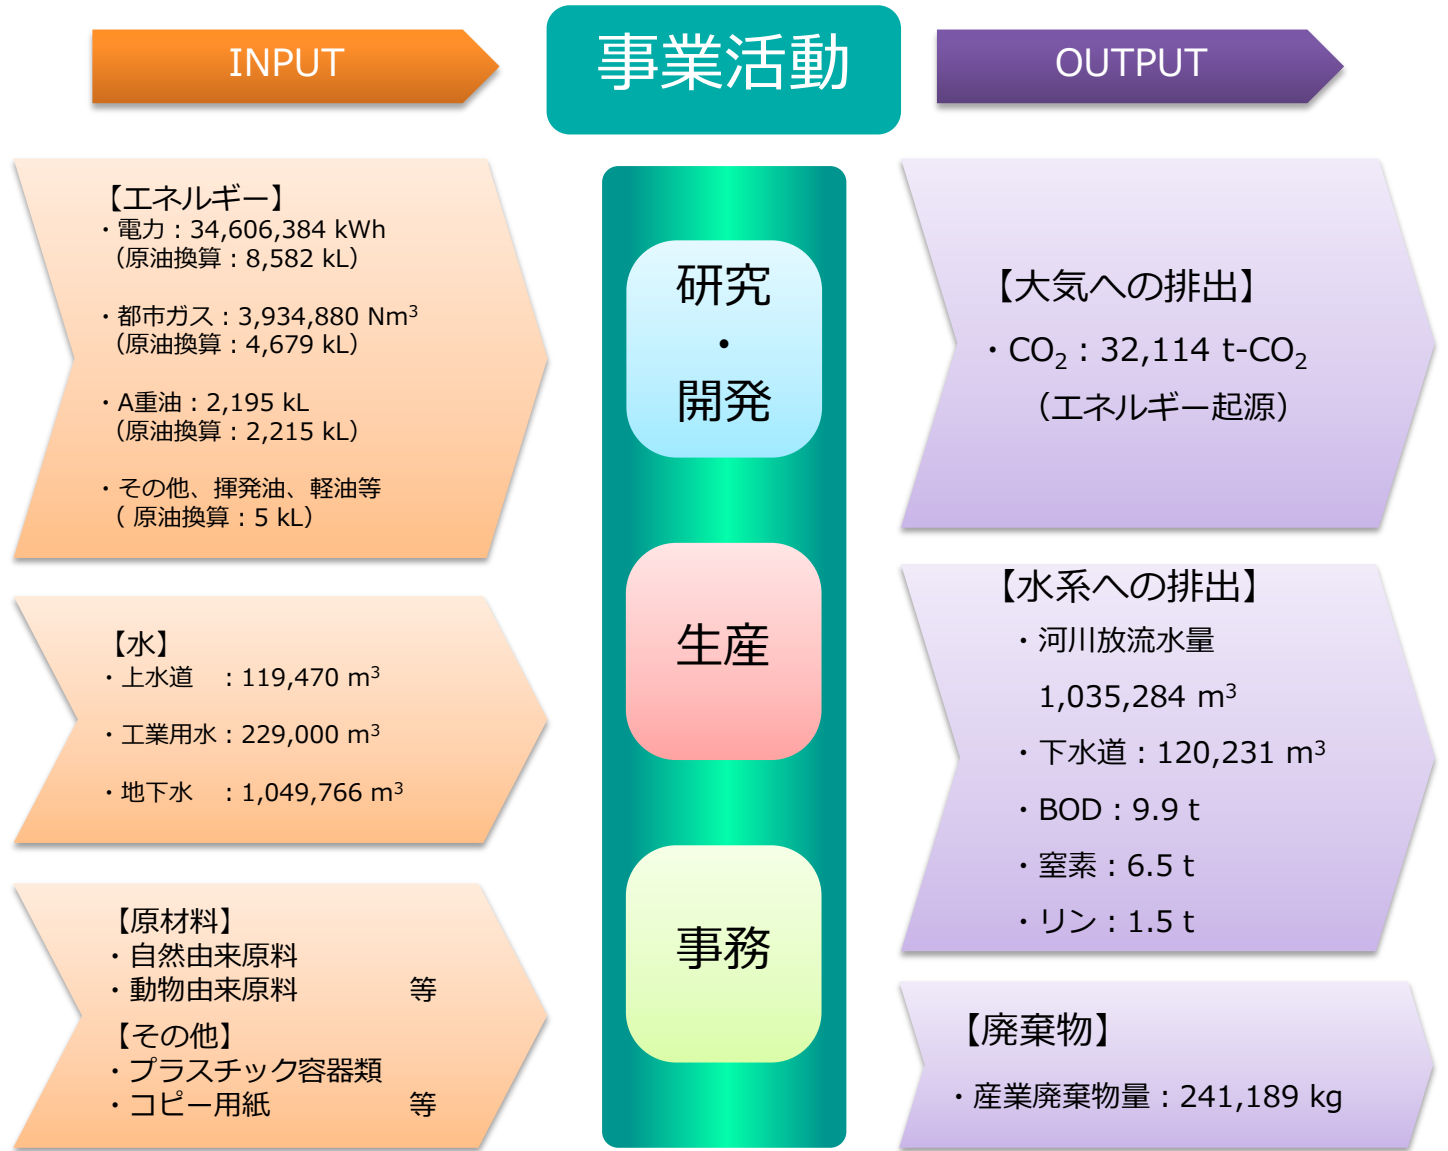 INPUT
事業活動
OUTPUT
【エネルギー】
・電力：34,606,384 kWh
（原油換算：8,582 kL）
・都市ガス：3,934,880 Nm³
（原油換算：4,679 kL）
・A重油：2,195 kL
（原油換算：2,215 kL）
・その他、揮発油、軽油等
（ 原油換算：5 kL）
【水】
・上水道　：119,470 m³
・工業用水：229,000 m³
・地下水　：1,049,766 m³
【原材料】
・自然由来原料
・動物由来原料　　　　等
【その他】
・プラスチック容器類
・コピー用紙　　　　　等
研究
・
開発
生産
事務
【大気への排出】
・CO₂：32,114 t-CO₂
（エネルギー起源）
【水系への排出】
・河川放流水量
1,035,284 m³
・下水道：120,231 m³
・BOD：9.9 t
・窒素：6.5 t
・リン：1.5 t
【廃棄物】
・産業廃棄物量：241,189 kg